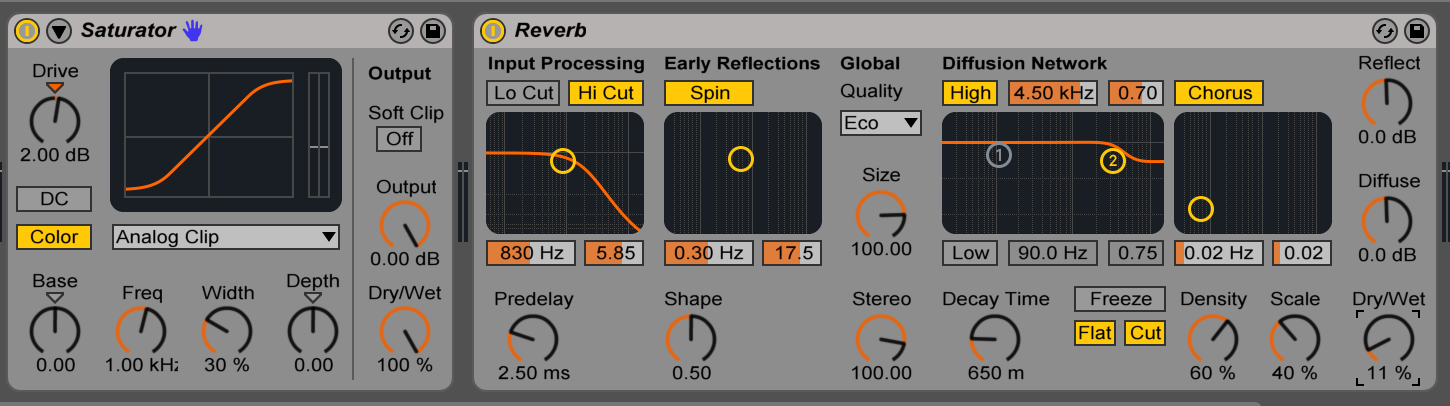 Saturator
Drive
2.00 dB
DC
Color
Analog Clip
Base
0.00
Freq
1.00 kHz
Width
30 %
Depth
0.00
Output
Soft Clip
Off
Output
0.00 dB
Dry/Wet
100 %
Reverb
Input Processing
Lo Cut
Hi Cut
830 Hz
5.85
Predelay
2.50 ms
Early Reflections
Spin
0.30 Hz
17.5
Shape
0.50
Global
Quality
Eco
Size
100.00
Stereo
100.00
Diffusion Network
High
4.50 kHz
0.70
Chorus
1
2
Low
90.0 Hz
0.75
0.02 Hz
0.02
Decay Time
650 m
Freeze
Flat
Cut
Density
60 %
Scale
40 %
Reflect
0.0 dB
Diffuse
0.0 dB
Dry/Wet
11 %